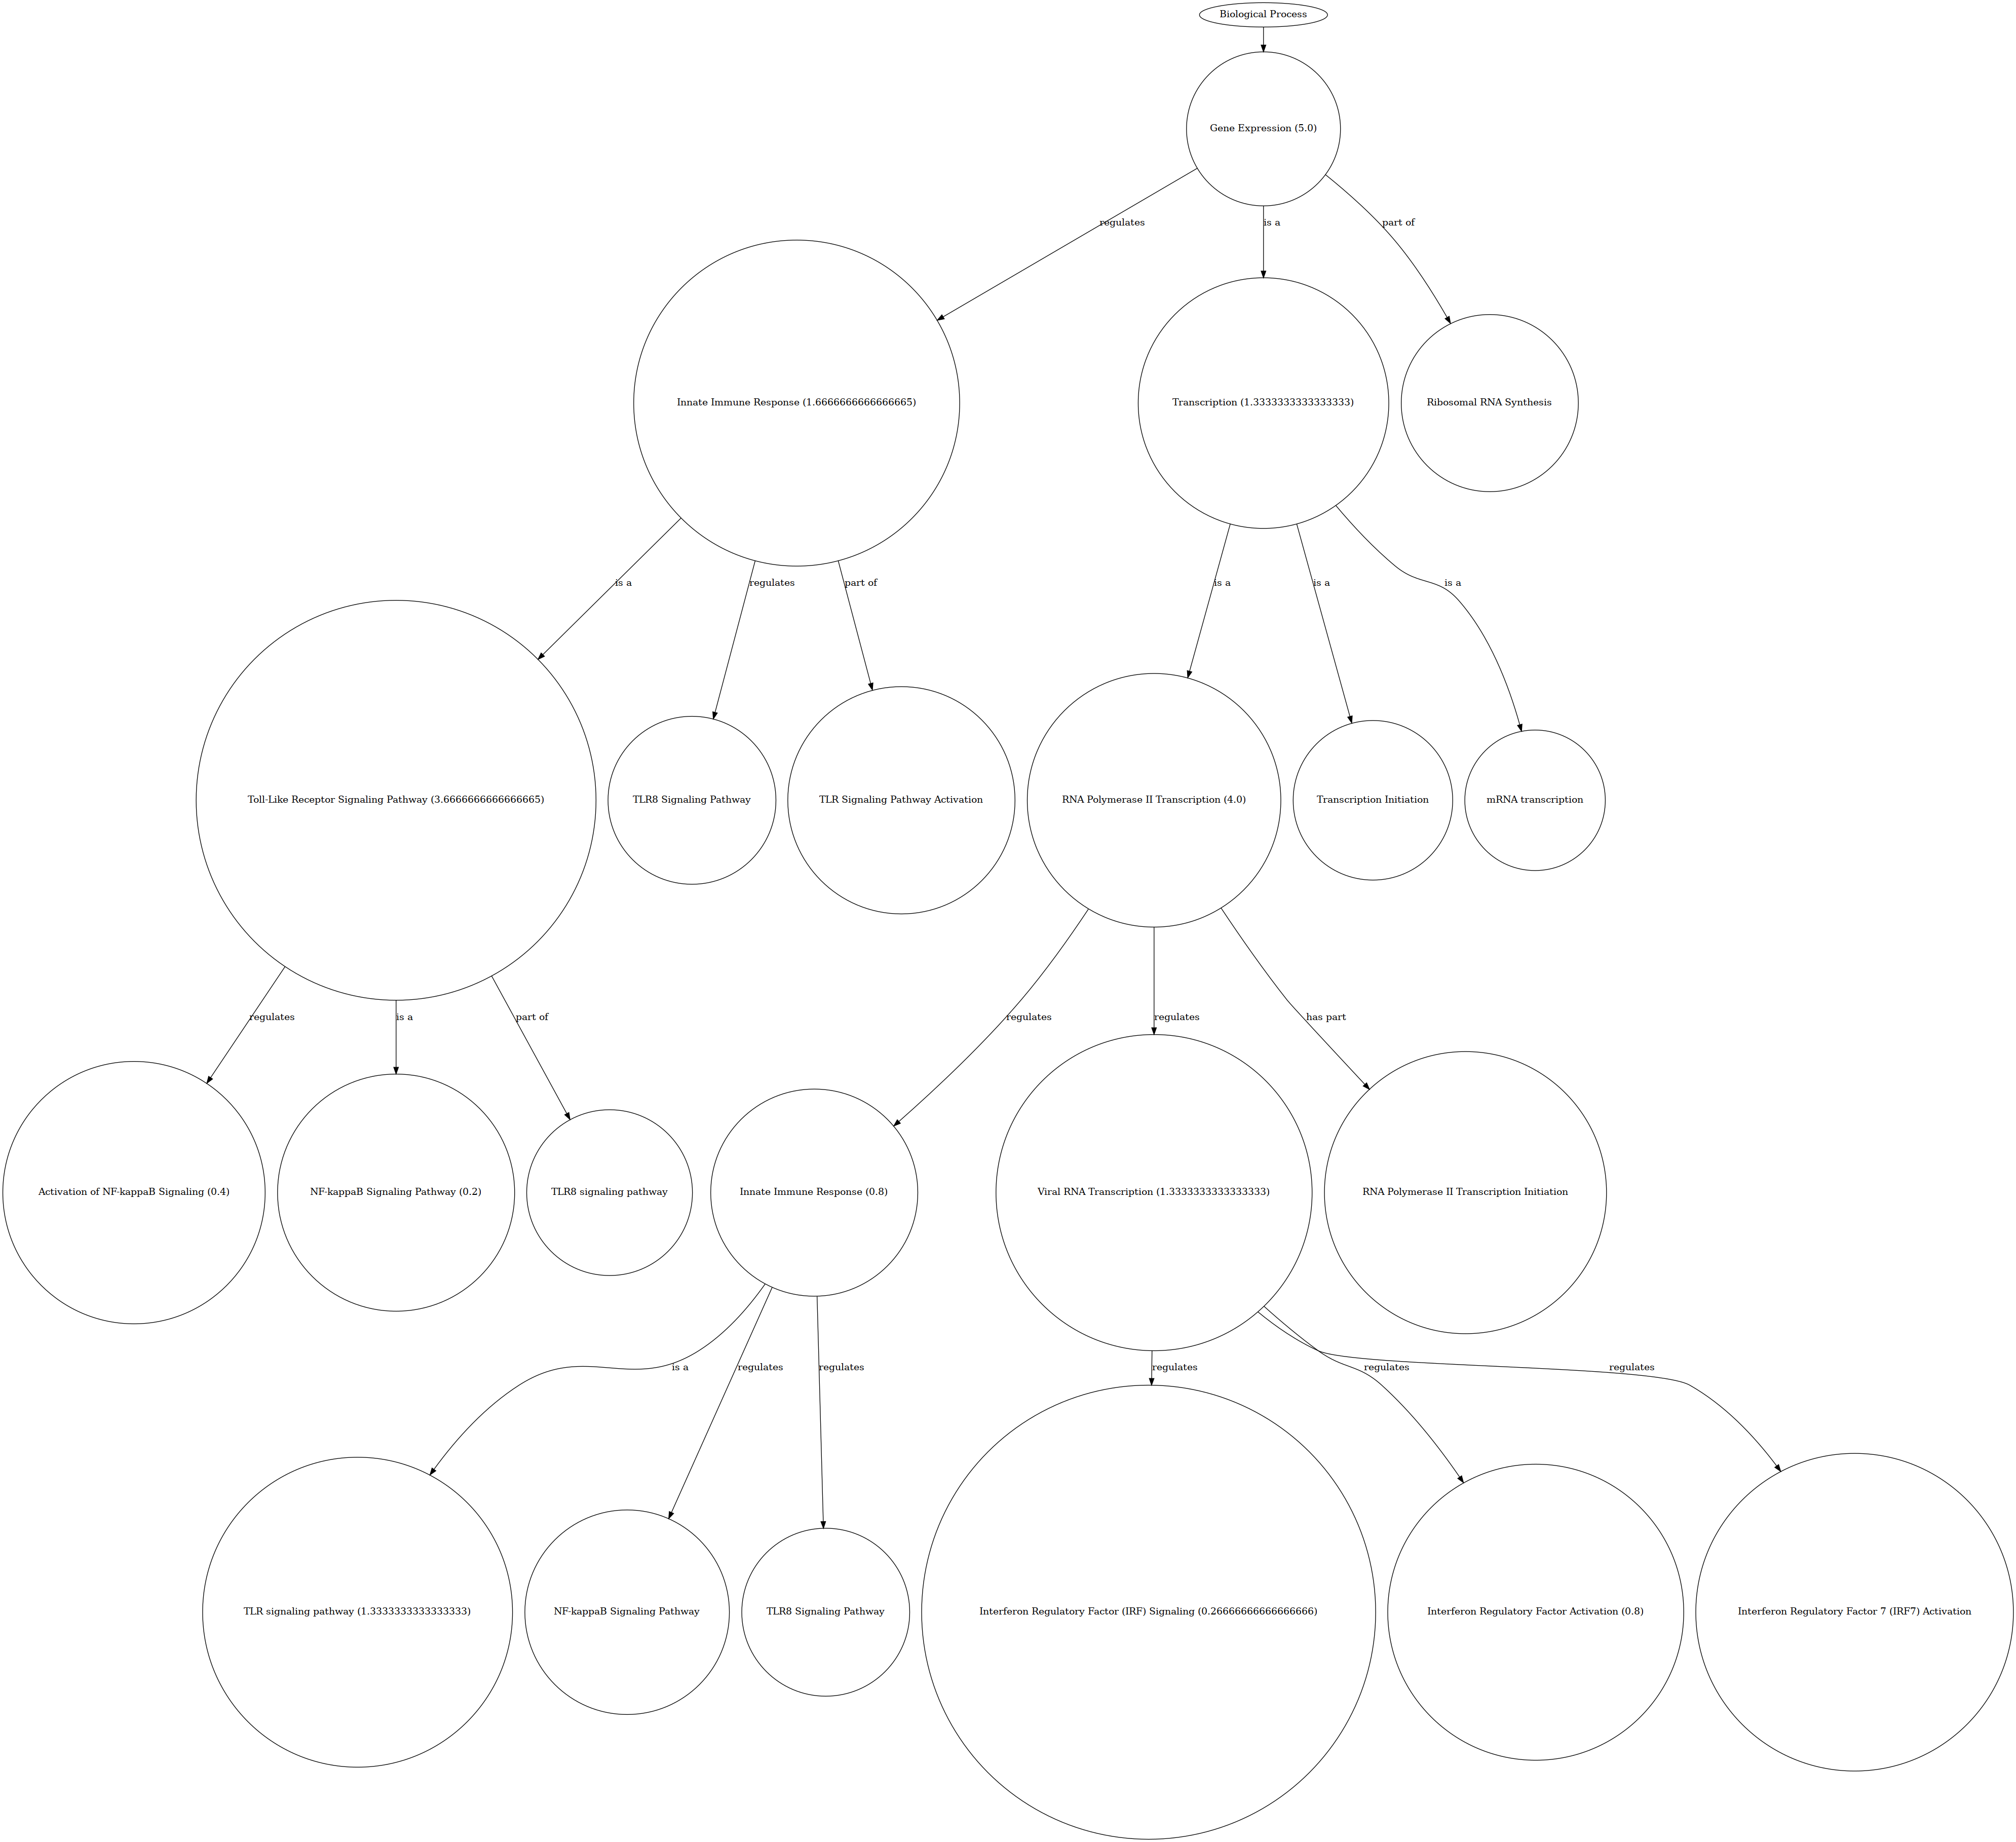 Biological Process
Gene Expression (5.0)
regulates
is a
part of
Innate Immune Response (1.6666666666666665)
Transcription (1.3333333333333333)
Ribosomal RNA Synthesis
is a
regulates
part of
is a
is a
is a
Toll-Like Receptor Signaling Pathway (3.6666666666666665)
TLR8 Signaling Pathway
TLR Signaling Pathway Activation
RNA Polymerase II Transcription (4.0)
Transcription Initiation
mRNA transcription
regulates
is a
part of
regulates
regulates
has part
Activation of NF-kappaB Signaling (0.4)
NF-kappaB Signaling Pathway (0.2)
TLR8 signaling pathway
Innate Immune Response (0.8)
Viral RNA Transcription (1.3333333333333333)
RNA Polymerase II Transcription Initiation
is a
regulates
regulates
regulates
regulates
regulates
TLR signaling pathway (1.3333333333333333)
NF-kappaB Signaling Pathway
TLR8 Signaling Pathway
Interferon Regulatory Factor (IRF) Signaling (0.26666666666666666)
Interferon Regulatory Factor Activation (0.8)
Interferon Regulatory Factor 7 (IRF7) Activation